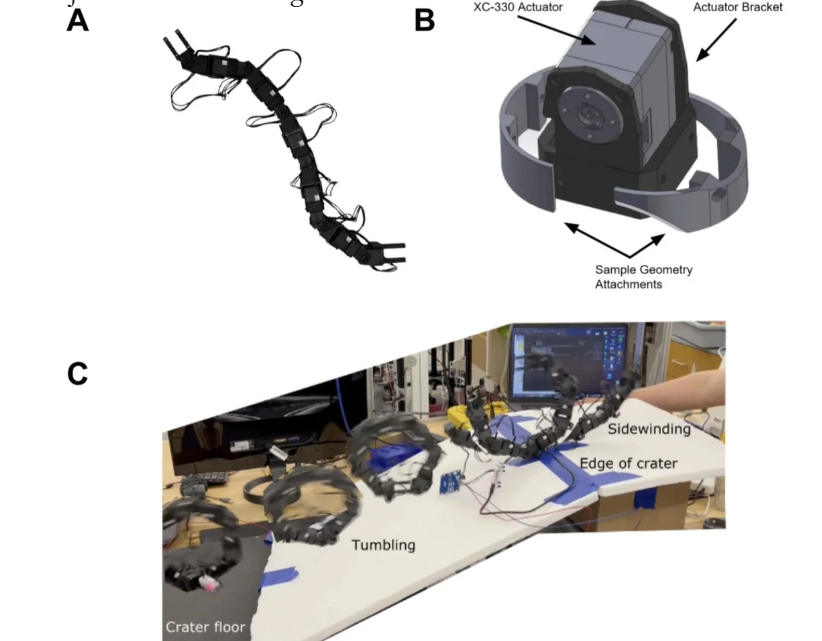 A
B
XC-330 Actuator
Actuator Bracket
Sample Geometry
Attachments
C
Sidewinding
Edge of crater
Tumbling
Crater floor